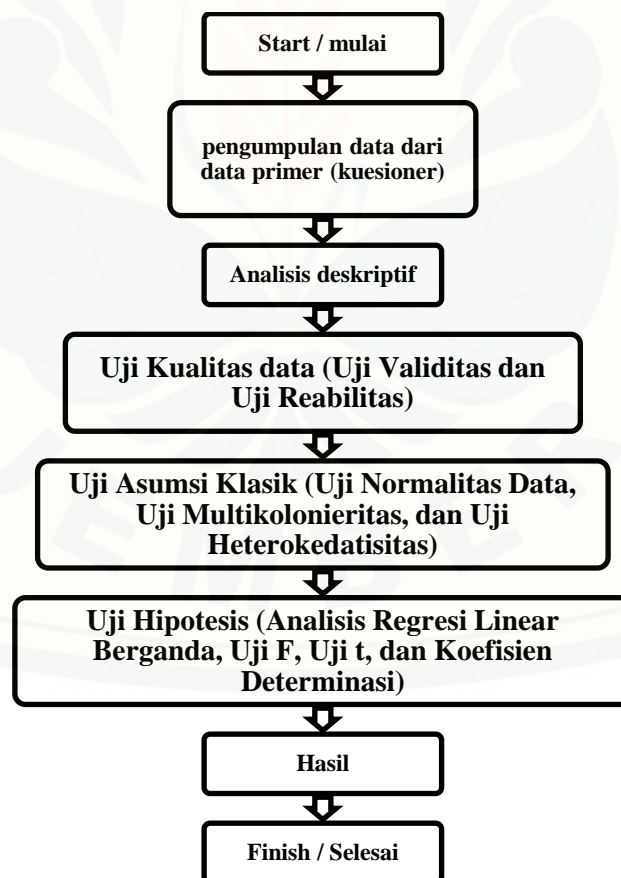 Start / mulai
pengumpulan data dari
data primer (kuesioner)
Analisis deskriptif
Uji Kualitas data (Uji Validitas dan
Uji Reabilitas)
Uji Asumsi Klasik (Uji Normalitas Data,
Uji Multikolonieritas, dan Uji
Heterokedatisitas)
Uji Hipotesis (Analisis Regresi Linear
Berganda, Uji F, Uji t, dan Koefisien
Determinasi)
Hasil
Finish / Selesai